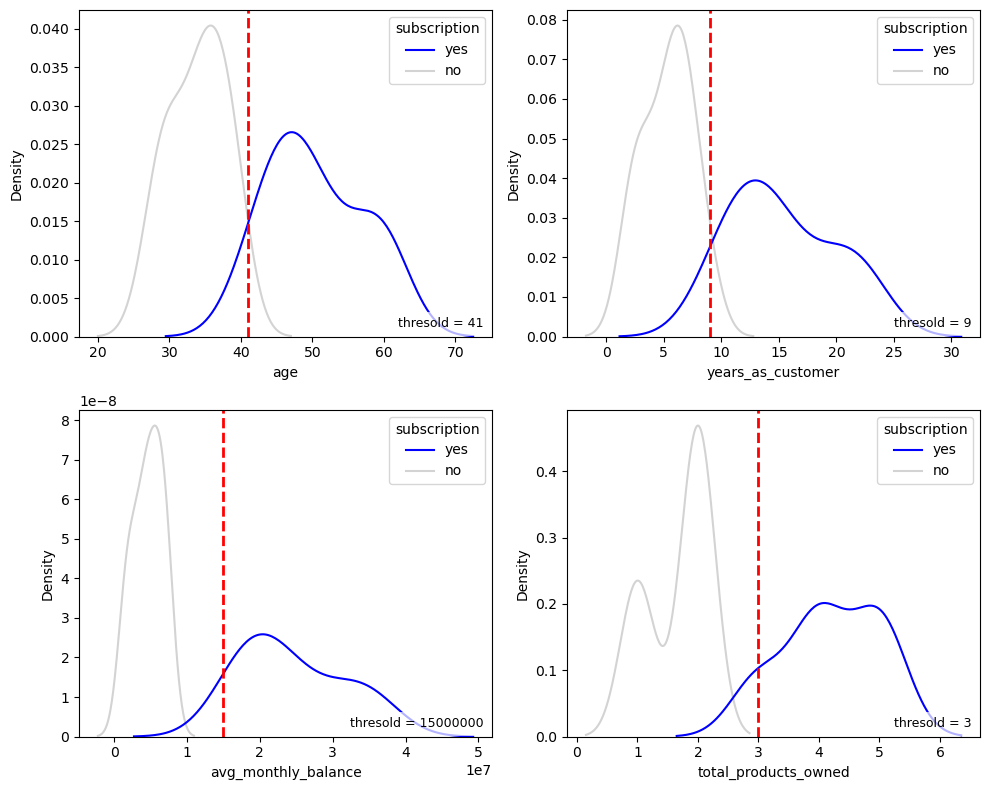 subscription
yes
no
0.040
0.035
0.030
0.025
0.020
0.015
0.010
0.005
0.000
Density
thresold = 41
20 30 40 50 60 70
age
subscription
yes
no
0.08
0.07
0.06
0.05
0.04
0.03
0.02
0.01
0.00
Density
thresold = 9
0 5 10 15 20 25 30
years_as_customer
1e−8
subscription
yes
no
8
7
6
5
4
3
2
1
0
Density
thresold = 15000000
0 1 2 3 4 5
avg_monthly_balance
1e7
subscription
yes
no
0.4
0.3
0.2
0.1
0.0
Density
thresold = 3
0 1 2 3 4 5 6
total_products_owned